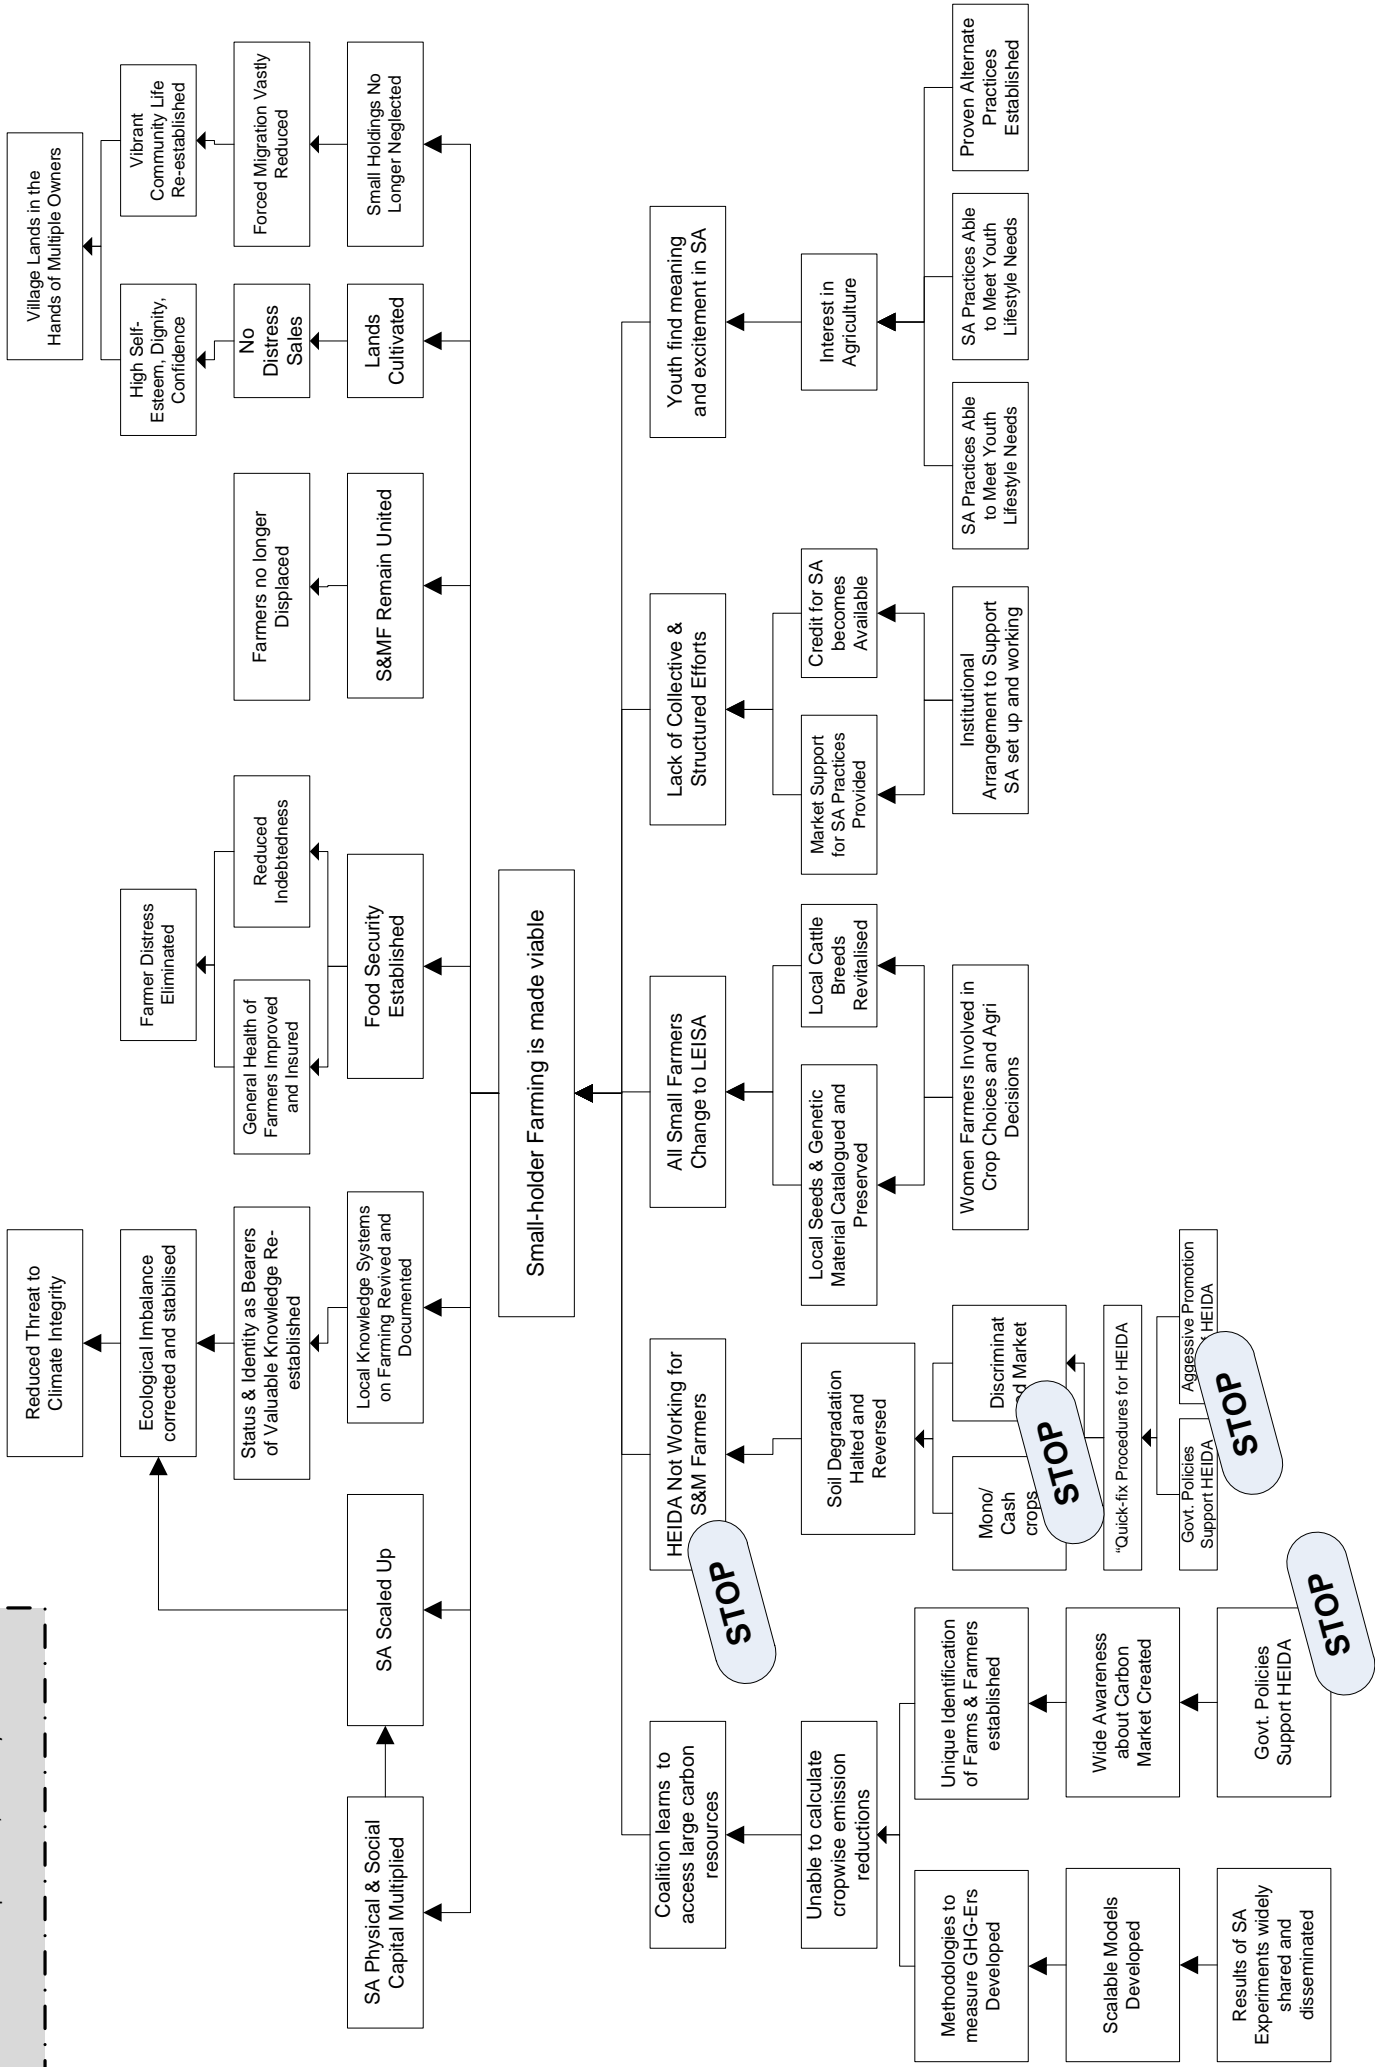 Reduced Threat to
Climate Integrity
Village Lands in the
Hands of Multiple Owners
Ecological Imbalance
corrected and stabilised
Farmer Distress
Eliminated
High Self-
Esteem, Dignity,
Confidence
Vibrant
Community Life
Re-established
Status & Identity as Bearers
of Valuable Knowledge Re-
established
General Health of
Farmers Improved
and Insured
Reduced
Indebtedness
Farmers no longer
Displaced
No
Distress
Sales
Forced Migration Vastly
Reduced
SA Physical & Social
Capital Multiplied
SA Scaled Up
Local Knowledge Systems
on Farming Revived and
Documented
Food Security
Established
S&MF Remain United
Lands
Cultivated
Small Holdings No
Longer Neglected
Small-holder Farming is made viable
Coalition learns to
access large carbon
resources
HEIDA Not Working for
S&M Farmers
STOP
All Small Farmers
Change to LEISA
Lack of Collective &
Structured Efforts
Youth find meaning
and excitement in SA
Unable to calculate
cropwise emission
reductions
Soil Degradation
Halted and
Reversed
Local Seeds & Genetic
Material Catalogued and
Preserved
Local Cattle
Breeds
Revitalised
Market Support
for SA Practices
Provided
Credit for SA
becomes
Available
Interest in
Agriculture
Methodologies to
measure GHG-Ers
Developed
Unique Identification
of Farms & Farmers
established
Mono/
Cash
crops
Discriminat
d Market
STOP
Women Farmers Involved in
Crop Choices and Agri
Decisions
Institutional
Arrangement to Support
SA set up and working
SA Practices Able
to Meet Youth
Lifestyle Needs
SA Practices Able
to Meet Youth
Lifestyle Needs
Proven Alternate
Practices
Established
Scalable Models
Developed
Wide Awareness
about Carbon
Market Created
"Quick-fix Procedures for HEIDA
Results of SA
Experiments widely
shared and
disseminated
Govt. Policies
Support HEIDA
STOP
Govt. Policies
Support HEIDA
Aggessive Promotion
HEIDA
STOP